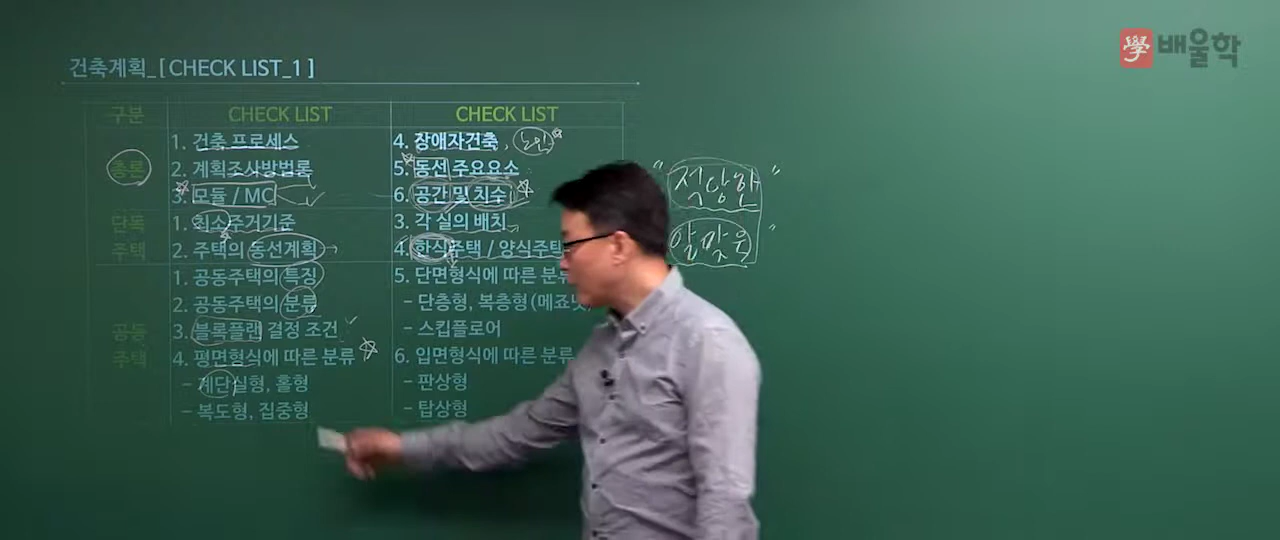 學 배울학
건축계획_[ CHECK LIST_1 ]
구분 CHECK LIST CHECK LIST
총론 1. 건축 프로세스 4. 장애자건축, 노인
2. 계획조사방법론 5. 동선 주요요소
3. 모듈 / MC 6. 공간 및 치수
단독 주택 1. 최소주거기준 3. 각 실의 배치
2. 주택의 동선계획 4. 한식주택 / 양식주택
공동 주택 1. 공동주택의 특징 5. 단면형식에 따른 분류
2. 공동주택의 분류 - 단층형, 복층형(메죠넷)
3. 블록플랜 결정 조건 - 스킵플로어
4. 평면형식에 따른 분류 6. 입면형식에 따른 분류
- 계단실형, 홀형 - 판상형
- 복도형, 집중형 - 탑상형
"적당한"
알맞은"